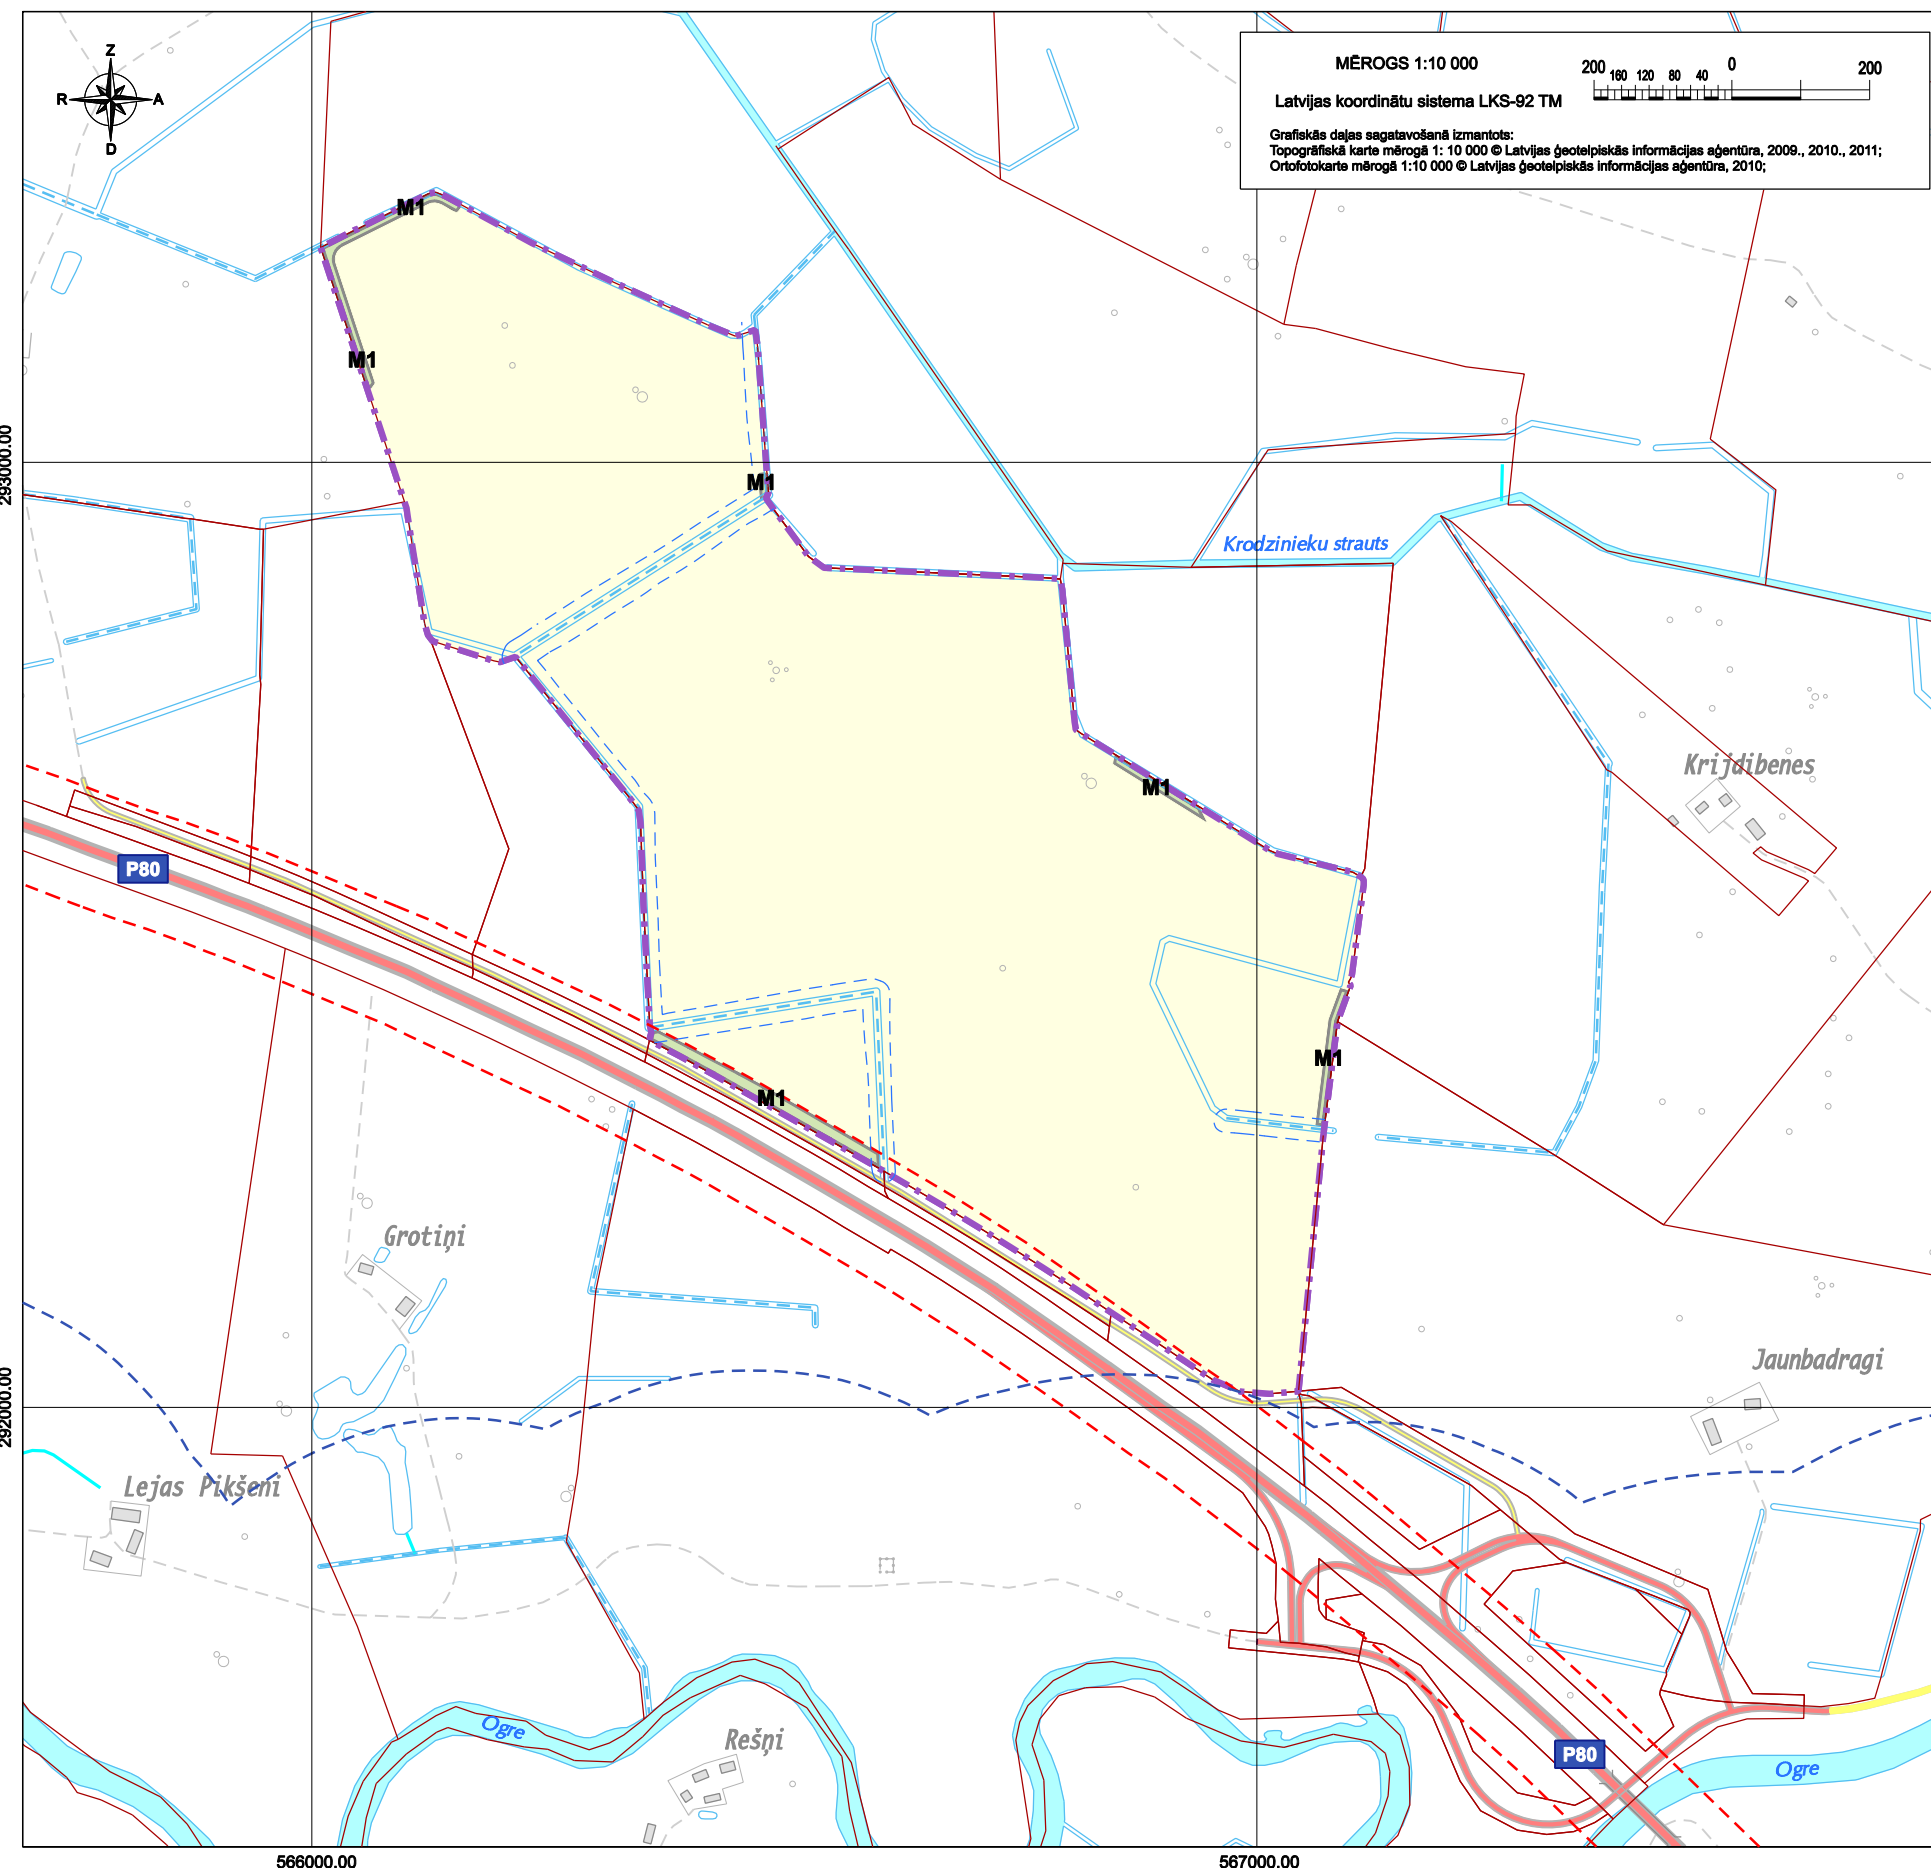 Z
R A
D
MĒROGS 1:10 000
200 160 120 80 40 0 200
Latvijas koordinātu sistema LKS-92 TM
Grafiskās daļas sagatavošanā izmantots:
Topogrāfiskā karte mērogā 1: 10 000 © Latvijas ģeotelpiskās informācijas aģentūra, 2009., 2010., 2011;
Ortofotokarte mērogā 1:10 000 © Latvijas ģeotelpiskās informācijas aģentūra, 2010;
M1
M1
293000.00
M1
Krodzinieku strauts
Krijdibenes
M1
P80
M1
M1
Grotiņi
Jaunbadragi
292000.00
Lejas Pikšeni
Ogre
Rešņi
P80
Ogre
566000.00
567000.00